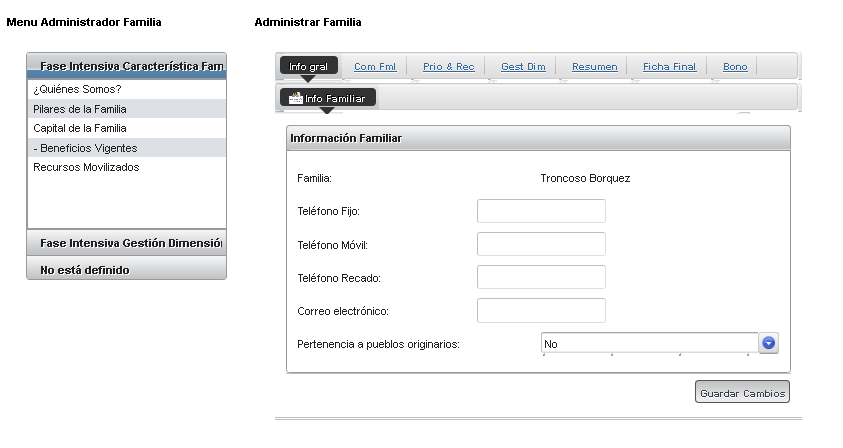 Menu Administrador Familia
Administrar Familia
Fase Intensiva Característica Fam
¿Quiénes Somos?
Pilares de la Familia
Capital de la Familia
- Beneficios Vigentes
Recursos Movilizados
Fase Intensiva Gestión Dimensión
No está definido
Info gral
Com Fml
Prio & Rec
Gest Dim
Resumen
Ficha Final
Bono
Info Familiar
Información Familiar
Familia: Troncoso Borquez
Teléfono Fijo:
Teléfono Móvil:
Teléfono Recado:
Correo electrónico:
Pertenencia a pueblos originarios: No
Guardar Cambios